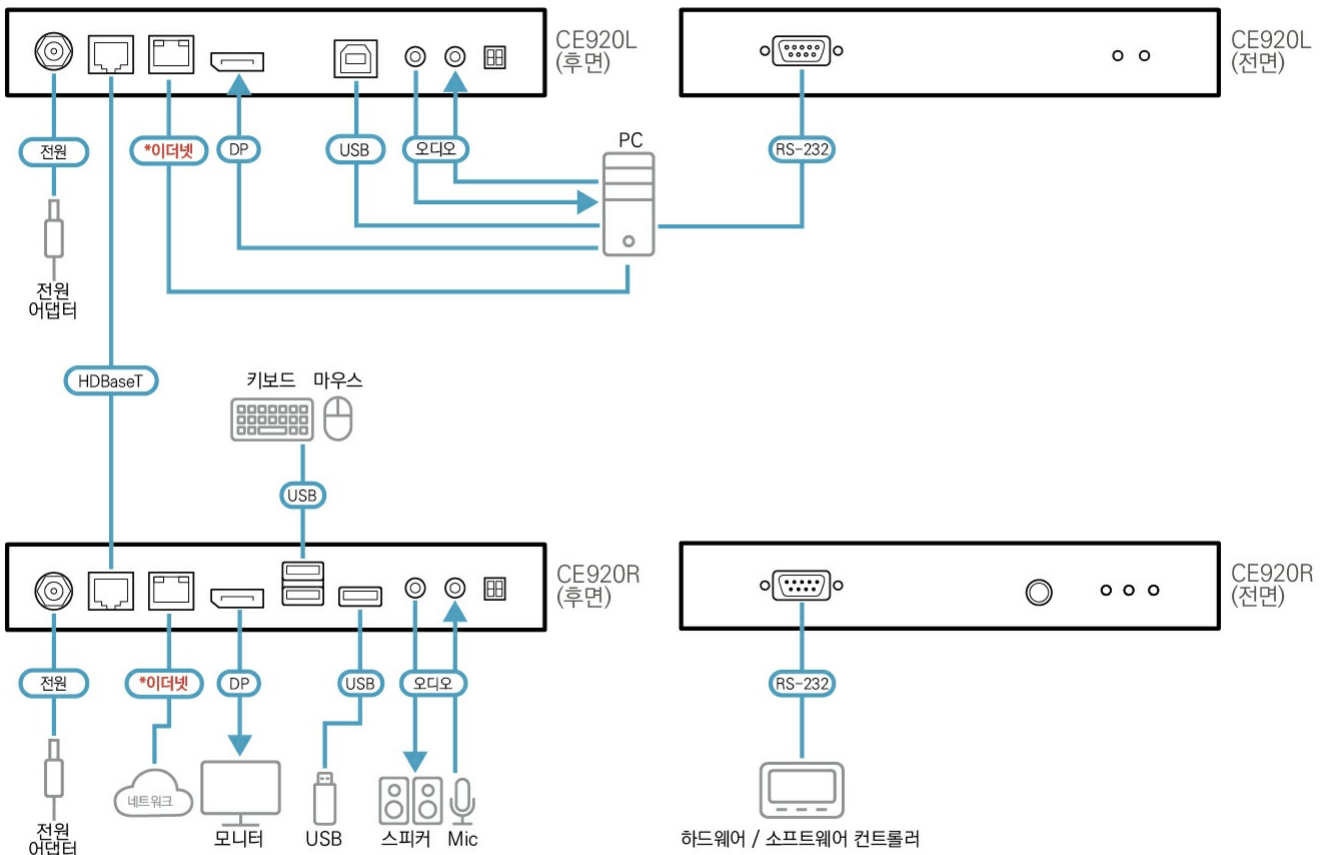 CE920L
(후면)
CE920L
(전면)
전원
*이더넷
DP
USB
오디오
PC
RS-232
전원
어댑터
HDBaseT
키보드
마우스
USB
CE920R
(후면)
CE920R
(전면)
전원
*이더넷
DP
USB
오디오
RS-232
네트워크
전원
어댑터
모니터
USB
스피커
Mic
하드웨어 / 소프트웨어 컨트롤러